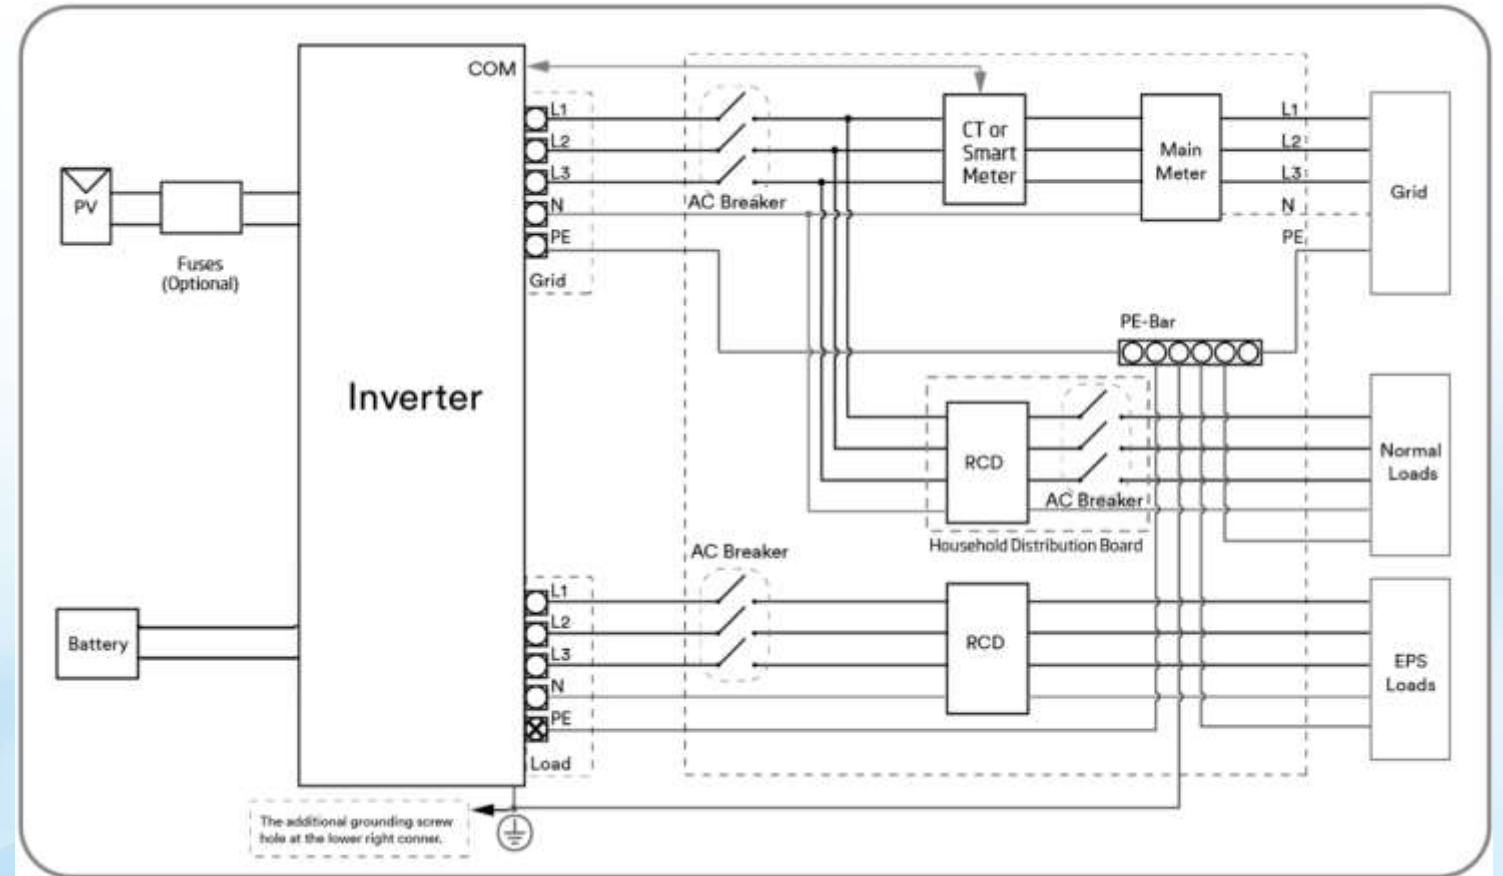 COM
L1
L2
L3
N
PE
Grid
AC Breaker
CT or
Smart
Meter
Main
Meter
L1
L2
L3
N
PE
Grid
PV
Fuses
(Optional)
PE-Bar
Inverter
RCD
AC Breaker
Household Distribution Board
Normal
Loads
AC Breaker
Battery
L1
L2
L3
N
PE
Load
RCD
EPS
Loads
The additional grounding screw
hole at the lower right conner.